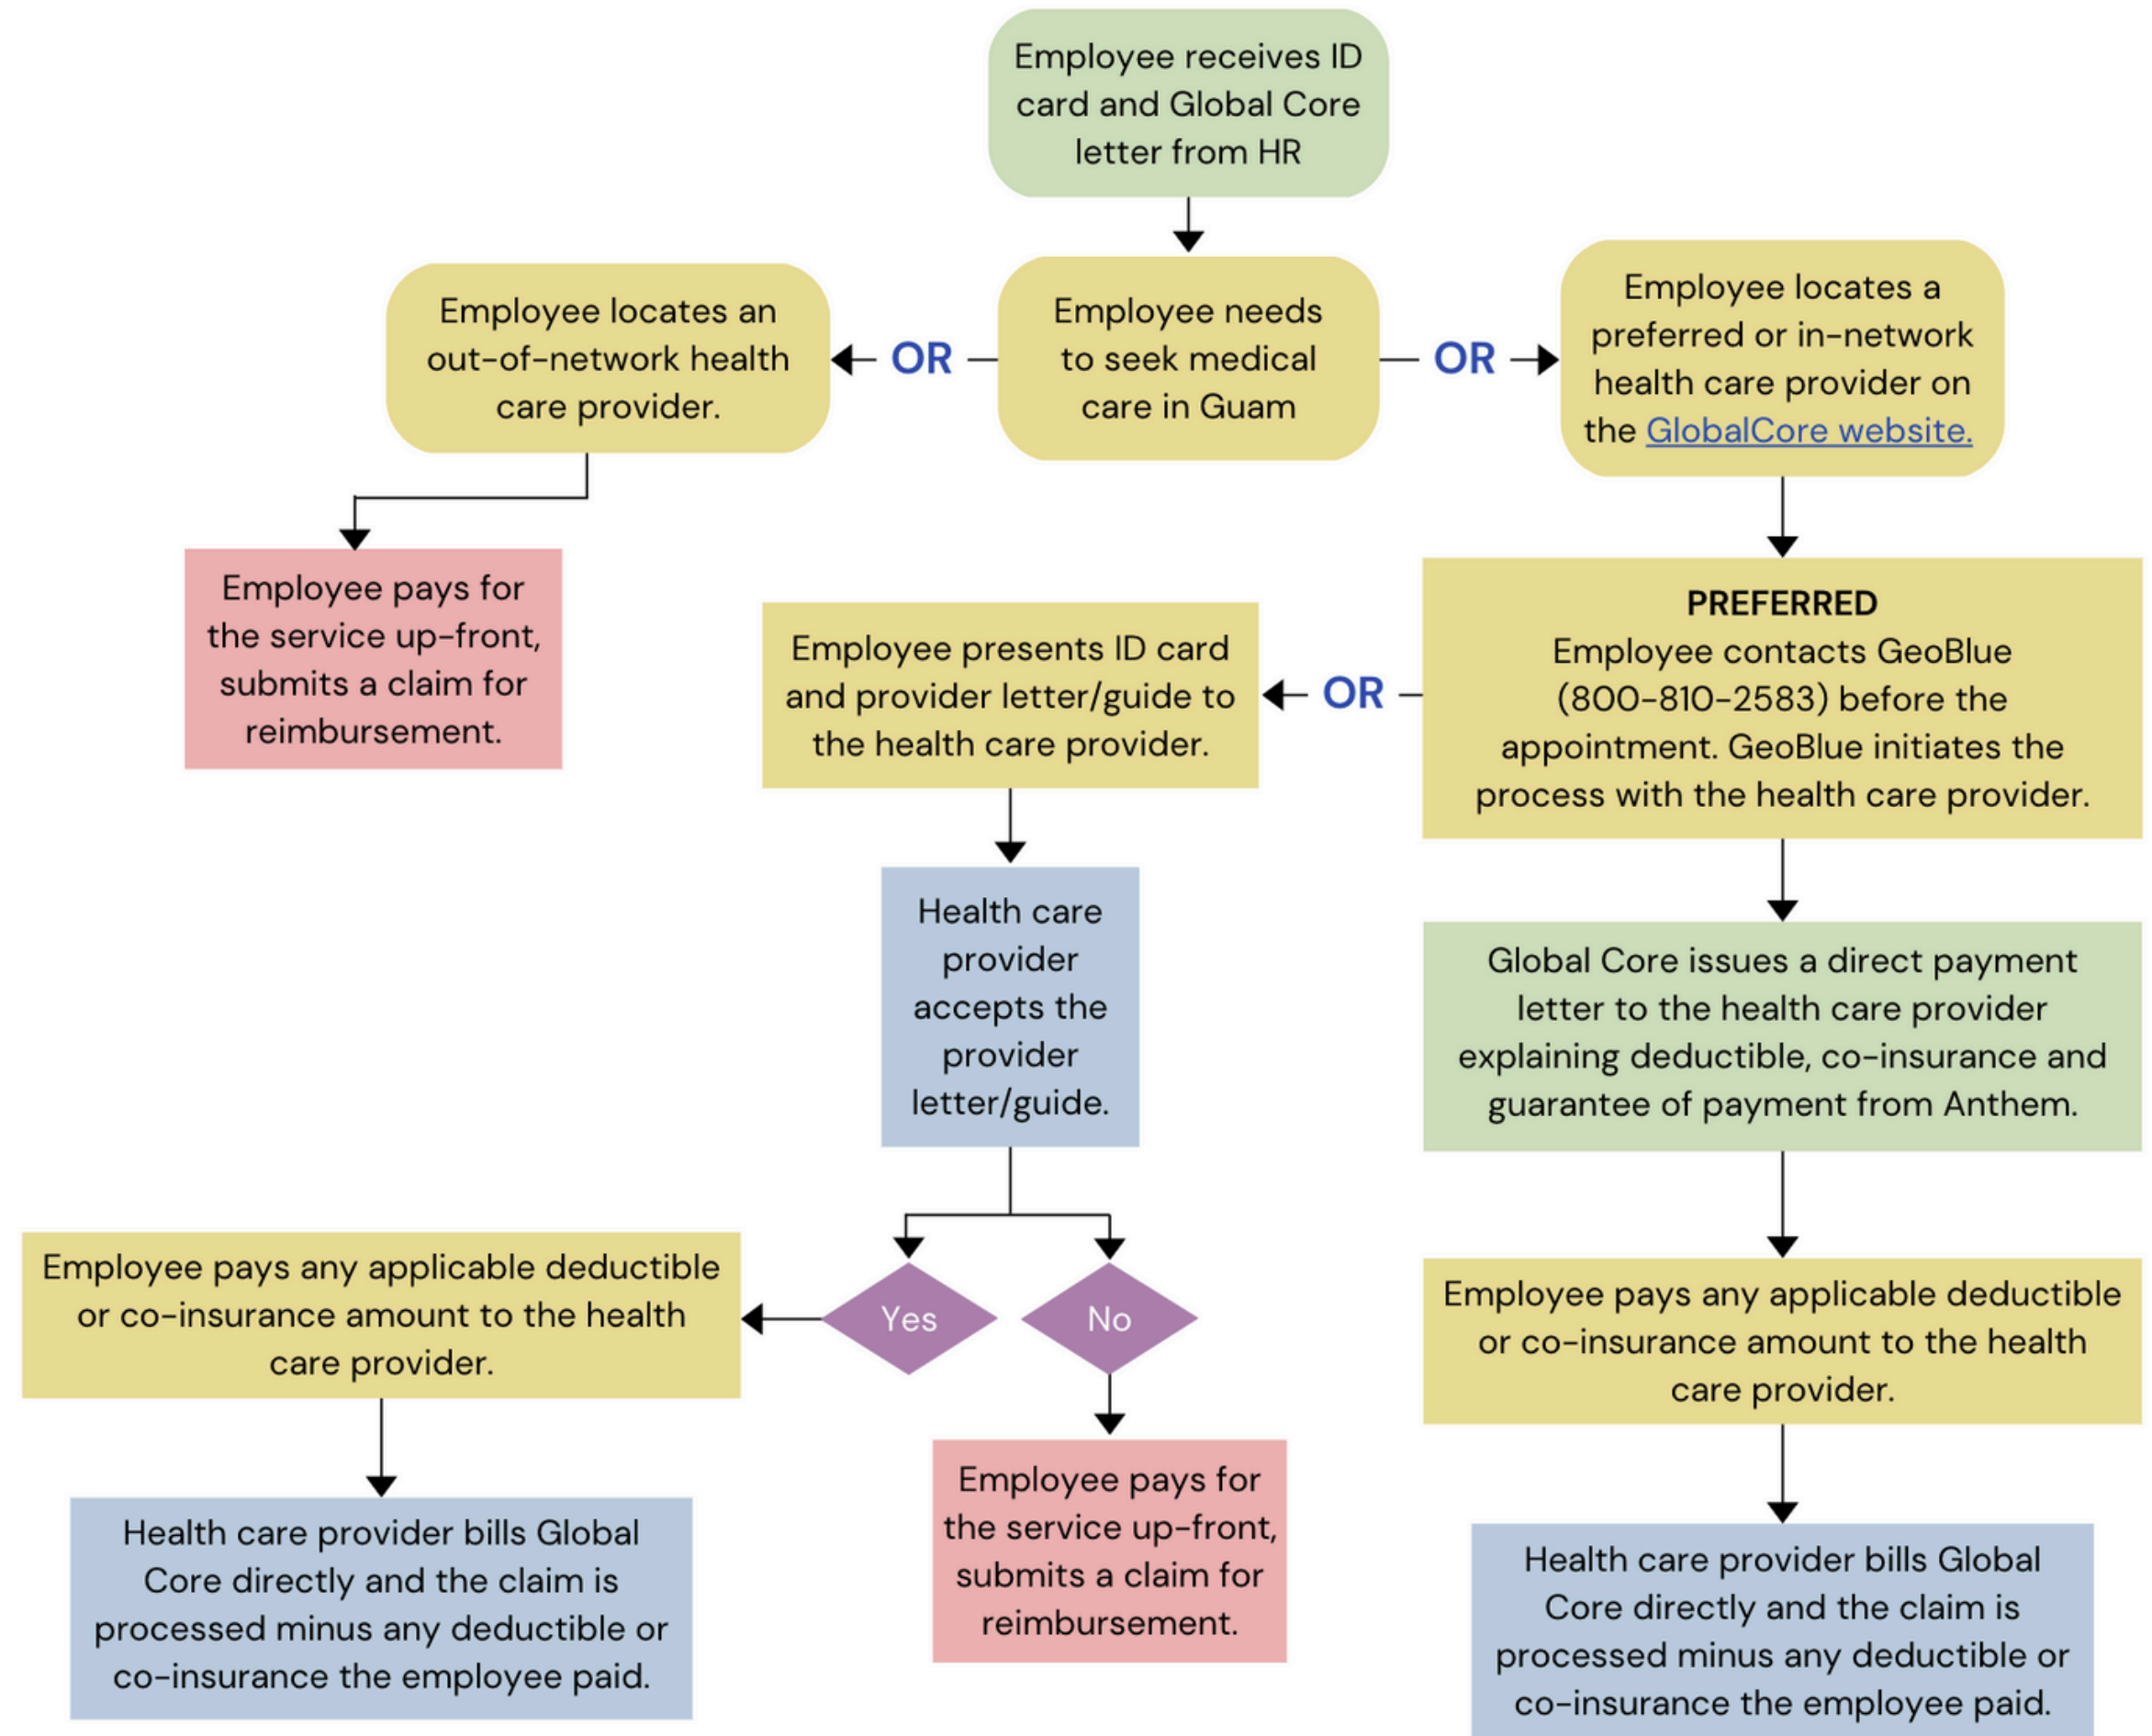 Employee receives ID
card and Global Core
letter from HR
Employee locates an
out-of-network health
care provider.
OR
Employee needs
to seek medical
care in Guam
OR
Employee locates a
preferred or in-network
health care provider on
the GlobalCore website.
Employee pays for
the service up-front,
submits a claim for
reimbursement.
Employee presents ID card
and provider letter/guide to
the health care provider.
OR
PREFERRED
Employee contacts GeoBlue
(800-810-2583) before the
appointment. GeoBlue initiates the
process with the health care provider.
Health care
provider
accepts the
provider
letter/guide.
Global Core issues a direct payment
letter to the health care provider
explaining deductible, co-insurance and
guarantee of payment from Anthem.
Employee pays any applicable deductible
or co-insurance amount to the health
care provider.
Yes
No
Employee pays any applicable deductible
or co-insurance amount to the health
care provider.
Health care provider bills Global
Core directly and the claim is
processed minus any deductible or
co-insurance the employee paid.
Employee pays for
the service up-front,
submits a claim for
reimbursement.
Health care provider bills Global
Core directly and the claim is
processed minus any deductible or
co-insurance the employee paid.